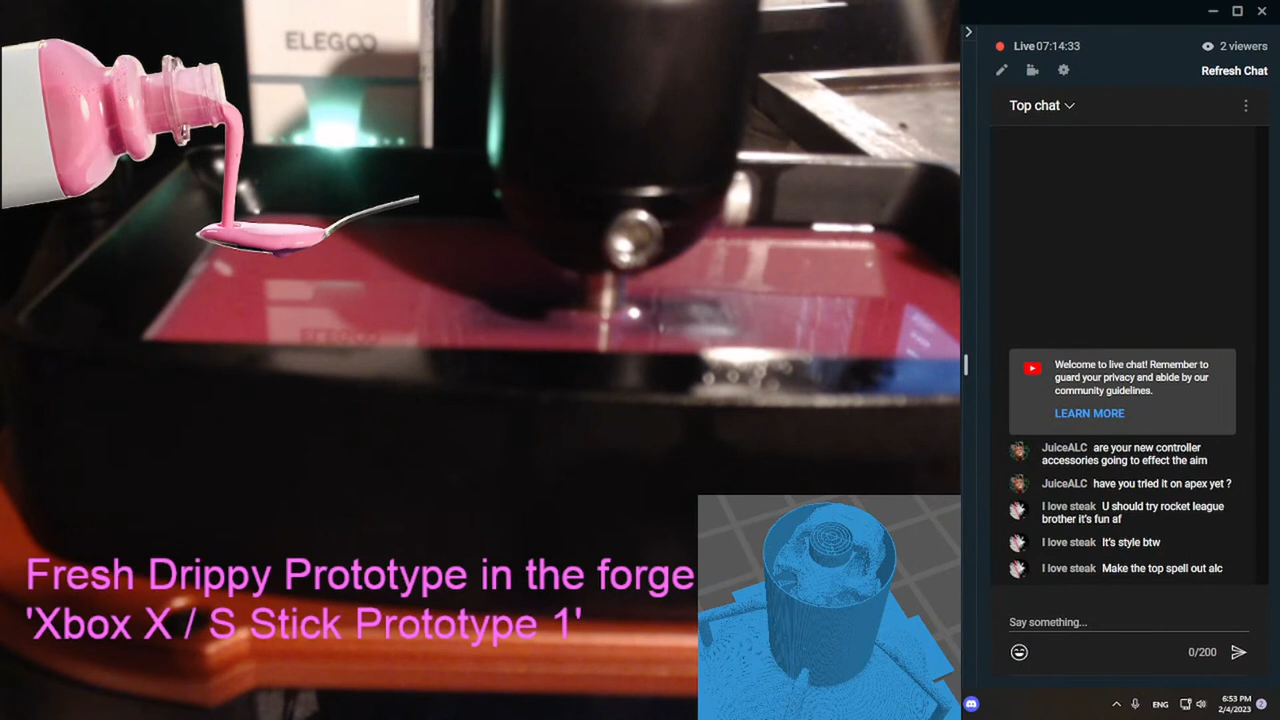 ELEGOO
ELEGOO
Fresh Drippy Prototype in the forge
'Xbox X / S Stick Prototype 1'
Live 07:14:33
2 viewers
Refresh Chat
Top chat
Welcome to live chat! Remember to
guard your privacy and abide by our
community guidelines.
LEARN MORE
JuiceALC are your new controller
accessories going to effect the aim
JuiceALC have you tried it on apex yet ?
I love steak U should try rocket league
brother it's fun af
I love steak It's style btw
I love steak Make the top spell out alc
Say something...
0/200
ENG
6:53 PM
2/4/2023
2